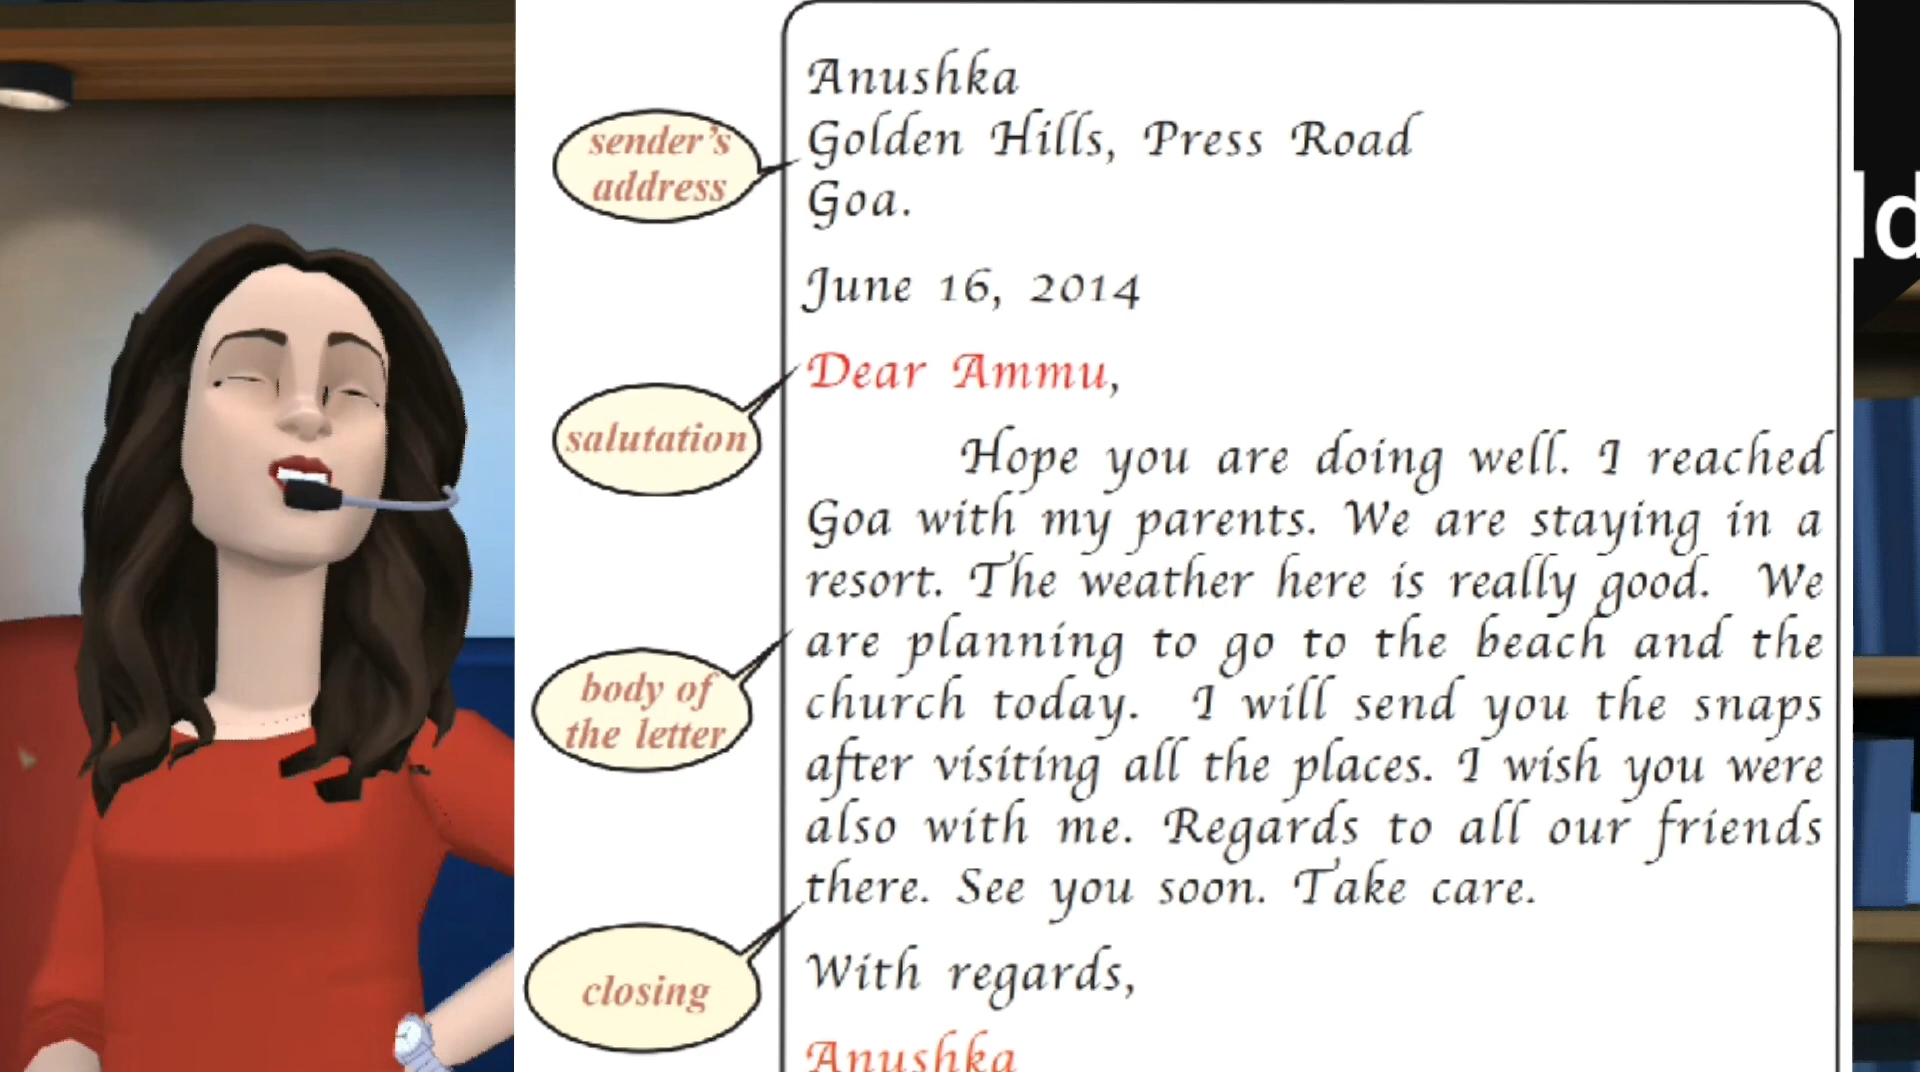 Anushka
sender's
address
Golden Hills, Press Road
Goa.
June 16, 2014
salutation
Dear Ammu,
Hope you are doing well. I reached
Goa with my parents. We are staying in a
resort. The weather here is really good. We
body of
the letter
are planning to go to the beach and the
church today. I will send you the snaps
after visiting all the places. I wish you were
also with me. Regards to all our friends
there. See you soon. Take care.
closing
With regards,
Anushka
ld